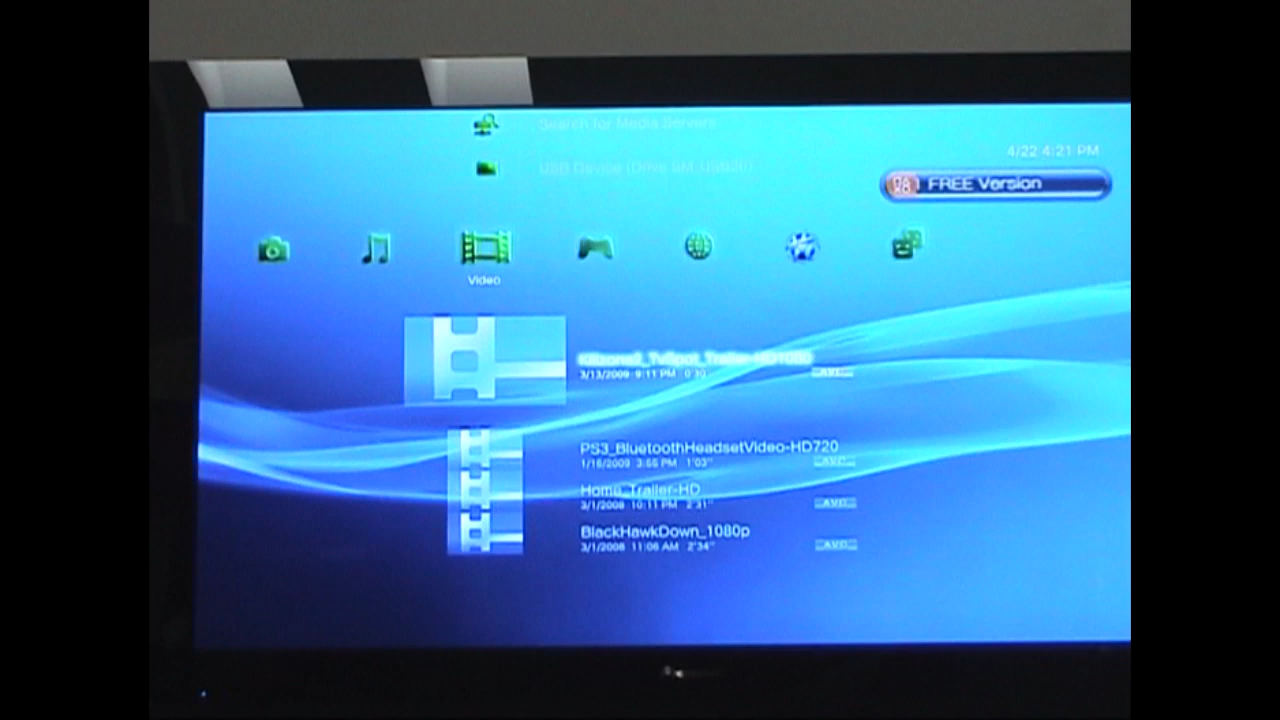 Search for Media Servers
4/22 4:21 PM
USB Device
FREE Version
Video
Killzone2_TvSpot_Trailer-HD1080
3/13/2009 9:11 PM 0'30
AVC
PS3_BluetoothHeadsetVideo-HD720
1/16/2009 3:55 PM 1'03"
AVC
Home_Trailer-HD
3/1/2008 10:11 PM 2'31"
AVC
BlackHawkDown_1080p
3/1/2008 11:06 AM 2'34"
AVC